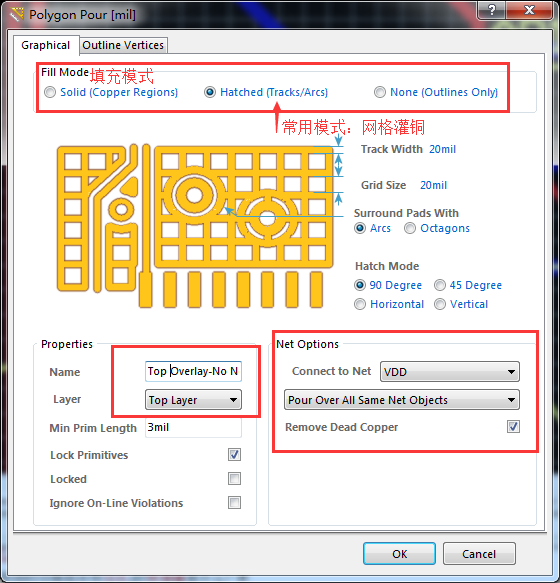 Polygon Pour [mil]
Graphical
Outline Vertices
Fill Mode 填充模式
Solid (Copper Regions)
Hatched (Tracks/Arcs)
None (Outlines Only)
常用模式：网格灌铜
Track Width 20mil
Grid Size 20mil
Surround Pads With
Arcs
Octagons
Hatch Mode
90 Degree
45 Degree
Horizontal
Vertical
Properties
Name Top Overlay-No N
Layer Top Layer
Min Prim Length 3mil
Lock Primitives
Locked
Ignore On-Line Violations
Net Options
Connect to Net VDD
Pour Over All Same Net Objects
Remove Dead Copper
OK
Cancel